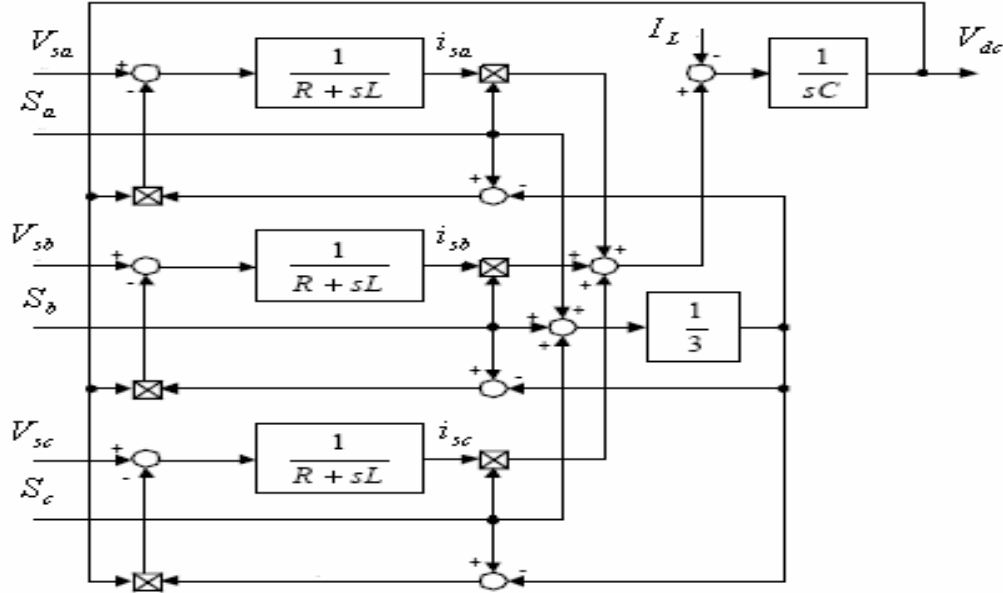 V_sa
+
-
1
R + sL
i_sa
I_L
-
+
1
sC
V_dc
S_a
+
-
V_sb
+
-
1
R + sL
i_sb
+
+
+
S_b
+
+
+
1
3
+
-
V_sc
+
-
1
R + sL
i_sc
S_c
+
-